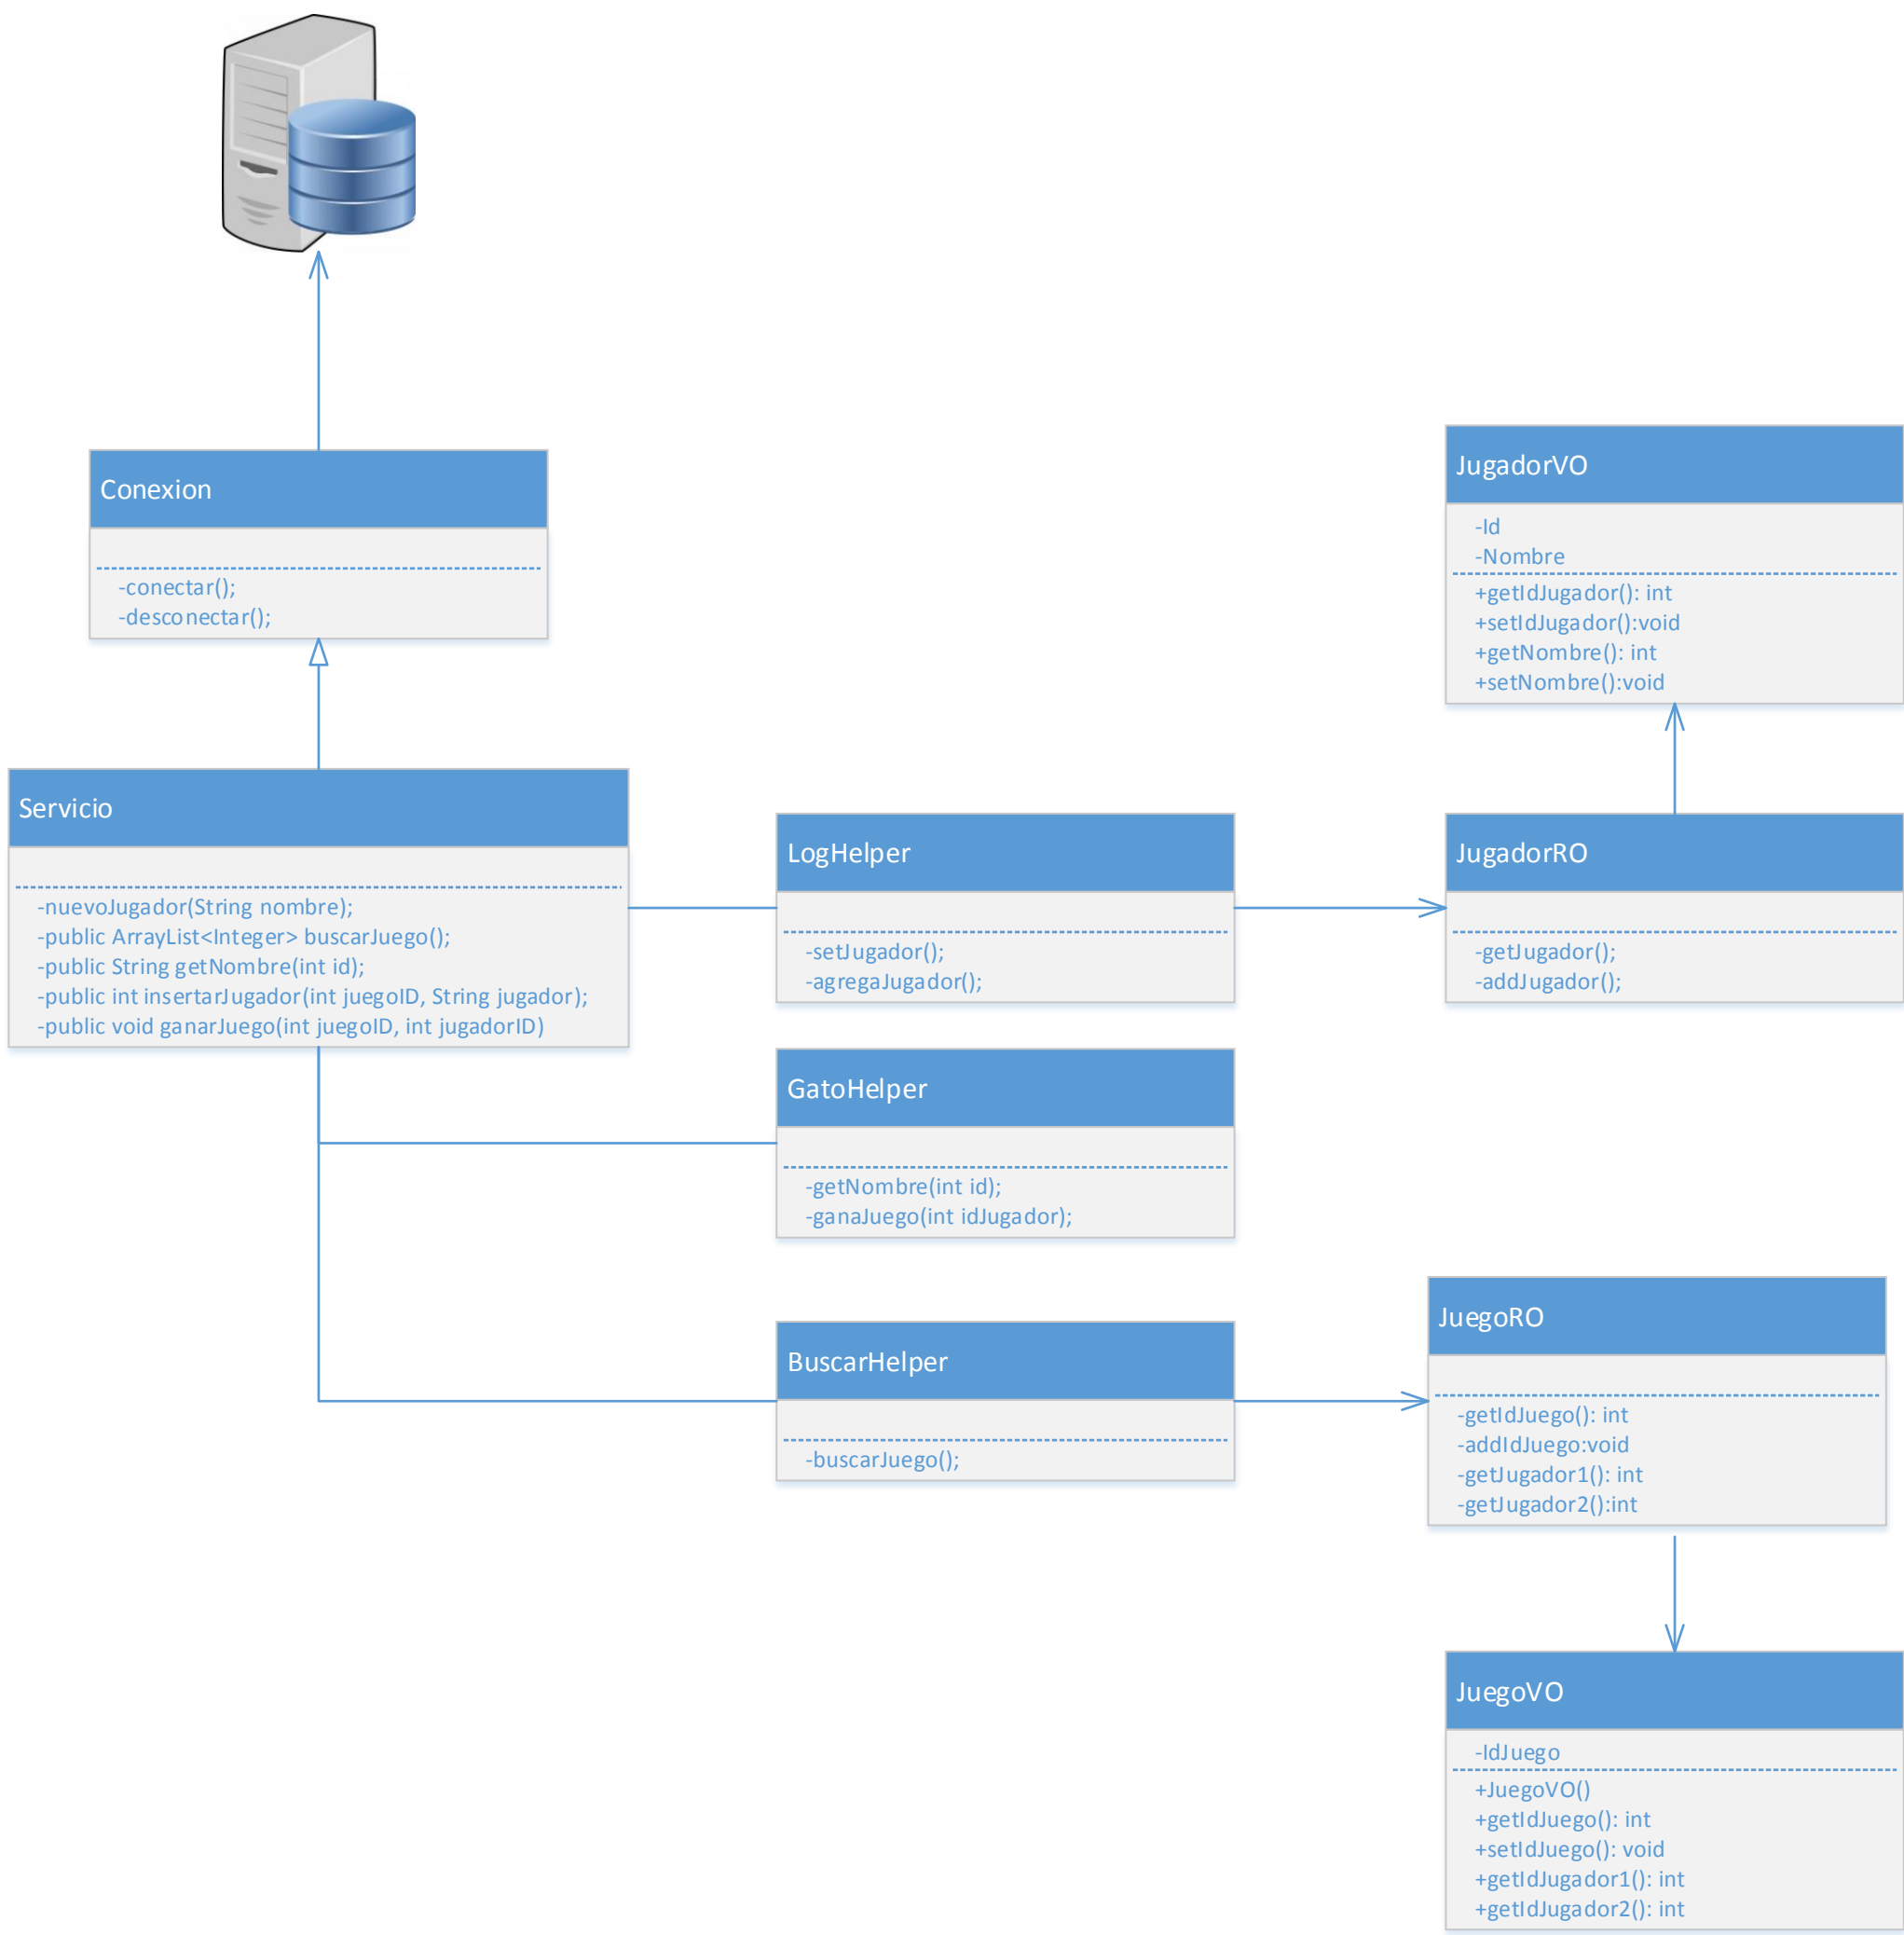 Conexion
-conectar();
-desconectar();
JugadorVO
-Id
-Nombre
+getIdJugador(): int
+setIdJugador():void
+getNombre(): int
+setNombre():void
Servicio
-nuevoJugador(String nombre);
-public ArrayList<Integer> buscarJuego();
-public String getNombre(int id);
-public int insertarJugador(int juegoID, String jugador);
-public void ganarJuego(int juegoID, int jugadorID)
LogHelper
-setJugador();
-agregaJugador();
JugadorRO
-getJugador();
-addJugador();
GatoHelper
-getNombre(int id);
-ganaJuego(int idJugador);
BuscarHelper
-buscarJuego();
JuegoRO
-getIdJuego(): int
-addIdJuego:void
-getJugador1(): int
-getJugador2():int
JuegoVO
-IdJuego
+JuegoVO()
+getIdJuego(): int
+setIdJuego(): void
+getIdJugador1(): int
+getIdJugador2(): int